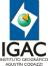 IGAC
INSTITUTO GEOGRÁFICO
AGUSTÍN CODAZZI